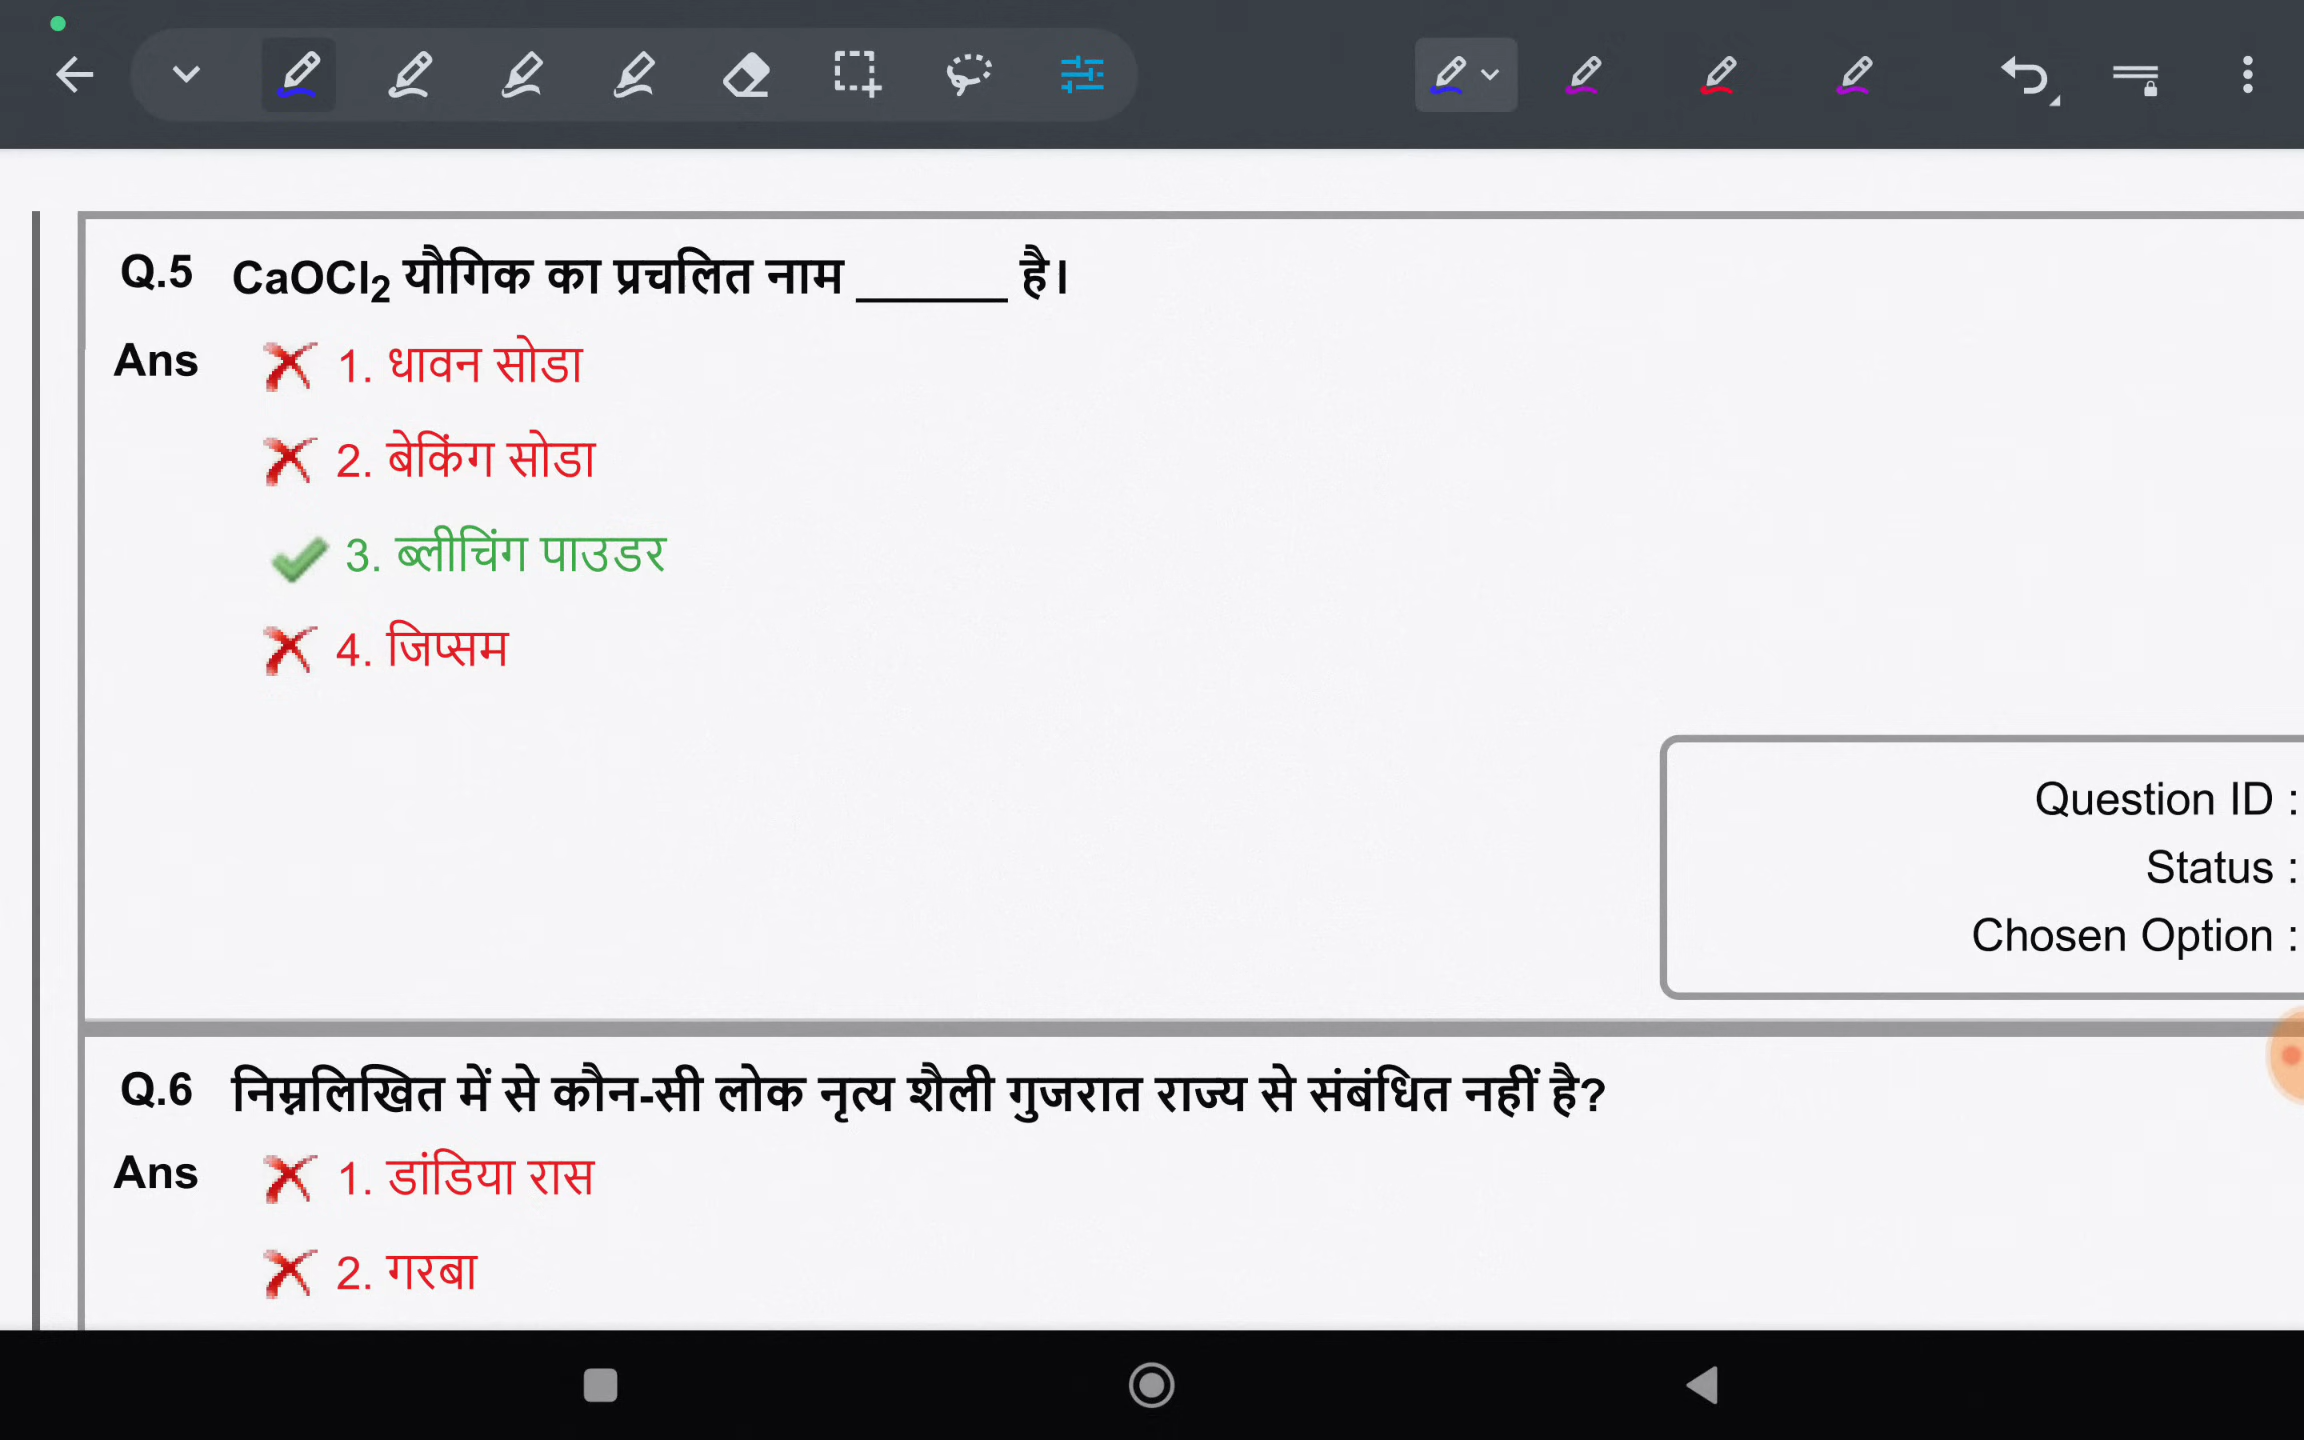 Q.5 CaOCl₂ यौगिक का प्रचलित नाम ______ है।
Ans 1. धावन सोडा
2. बेकिंग सोडा
3. ब्लीचिंग पाउडर
4. जिप्सम
Question ID :
Status :
Chosen Option :
Q.6 निम्नलिखित में से कौन-सी लोक नृत्य शैली गुजरात राज्य से संबंधित नहीं है?
Ans 1. डांडिया रास
2. गरबा